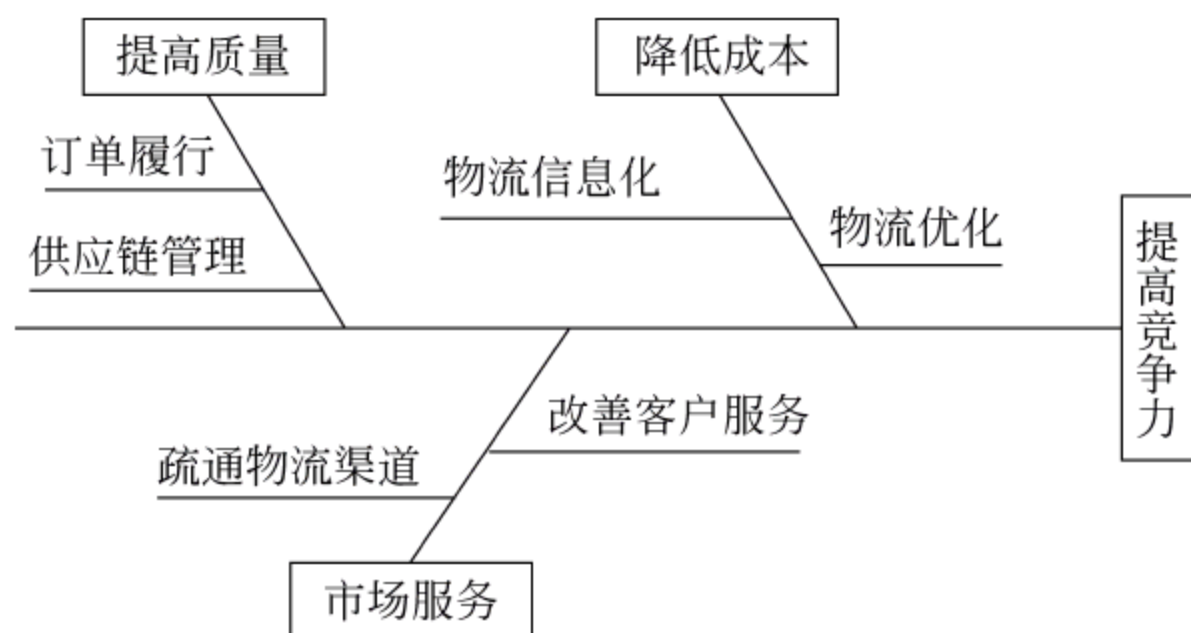 提高质量
降低成本
订单履行
物流信息化
物流优化
供应链管理
提高竞争力
改善客户服务
疏通物流渠道
市场服务